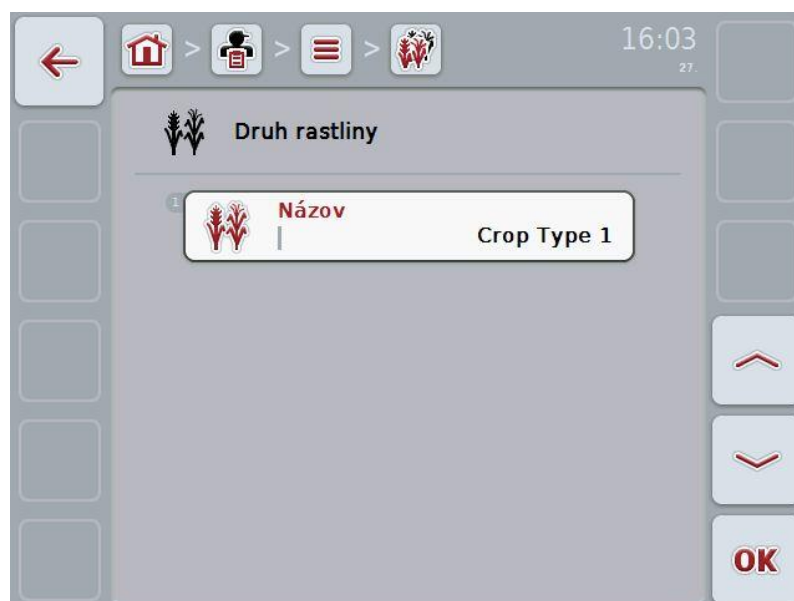 > > >
16:03
27.
Druh rastliny
1
Názov
Crop Type 1
OK